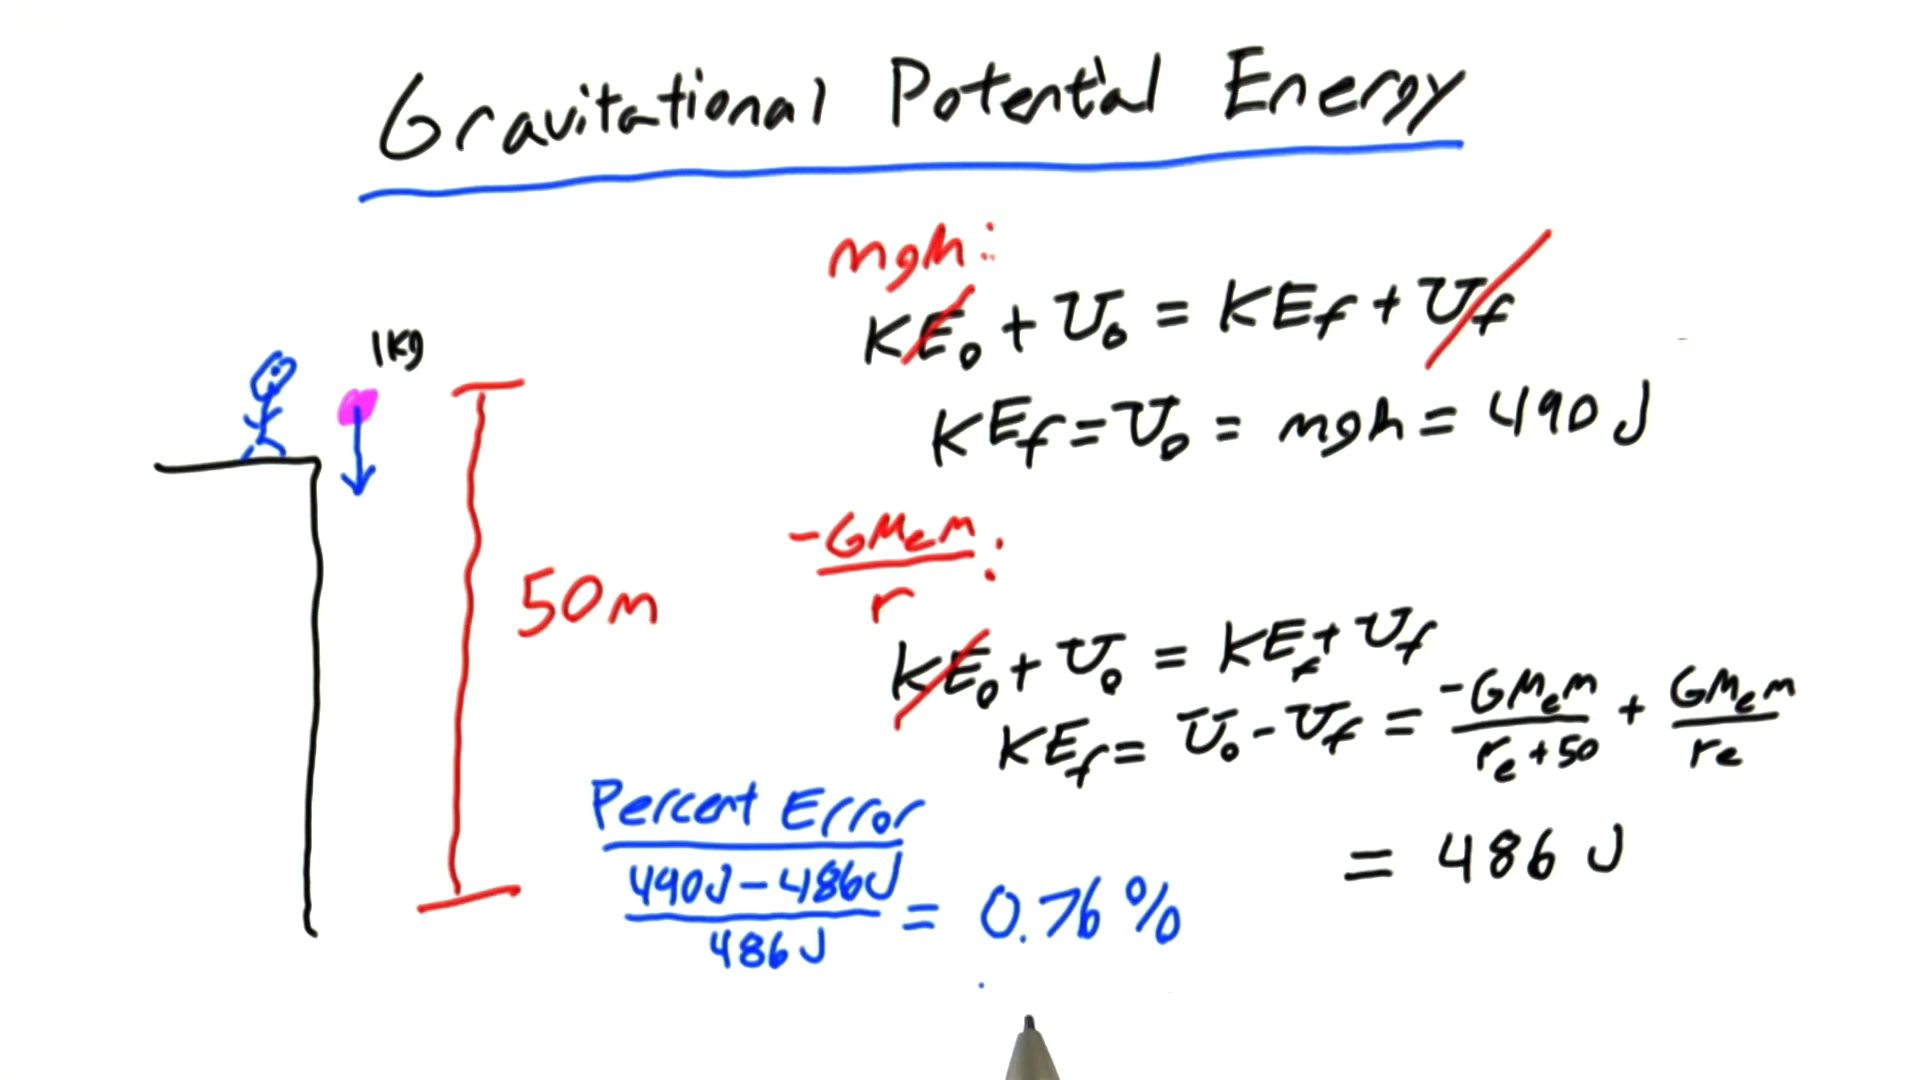 Gravitational Potential Energy
mgh:
KE₀ + U₀ = KEf + Uf
KEf = U₀ = mgh = 490 J
1kg
-GMem
r :
50m
KE₀ + U₀ = KEf + Uf
KEf = U₀ - Uf = -GMem / re + 50 + GMem / re
= 486 J
Percent Error
490J - 486J
486 J
= 0.76 %